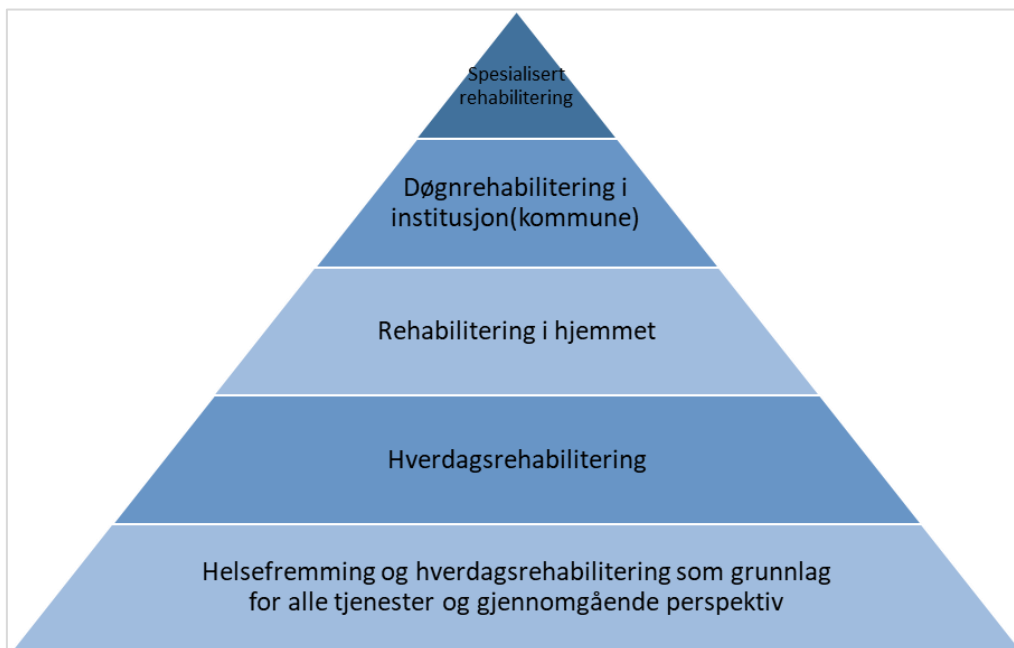 Spesialisert
rehabilitering
Døgnrehabilitering i
institusjon(kommune)
Rehabilitering i hjemmet
Hverdagsrehabilitering
Helsefremming og hverdagsrehabilitering som grunnlag
for alle tjenester og gjennomgående perspektiv